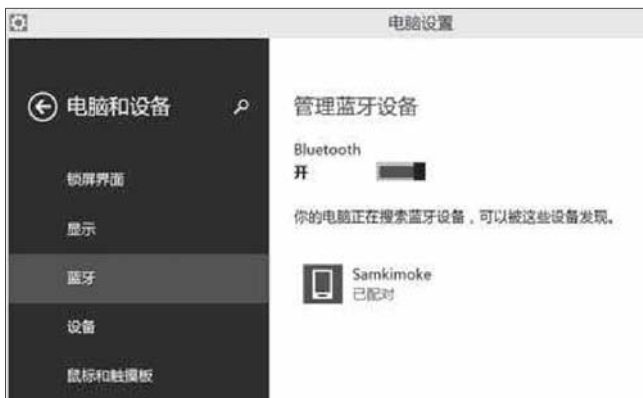 电脑设置
电脑和设备
锁屏界面
显示
蓝牙
设备
鼠标和触摸板
管理蓝牙设备
Bluetooth
开
你的电脑正在搜索蓝牙设备，可以被这些设备发现。
Samkimoke
已配对